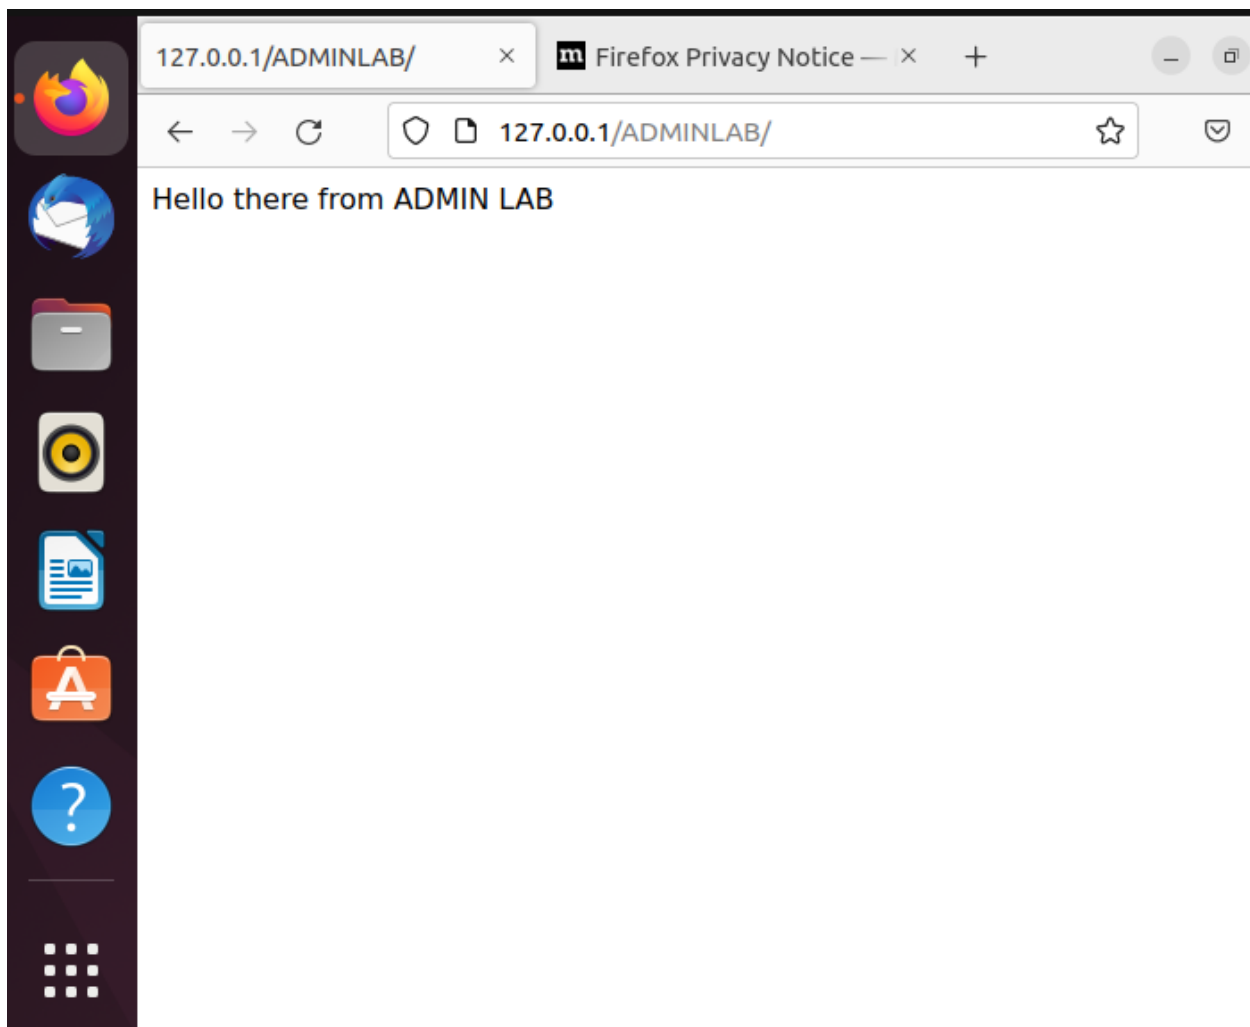 127.0.0.1/ADMINLAB/
m Firefox Privacy Notice —
127.0.0.1/ADMINLAB/
Hello there from ADMIN LAB